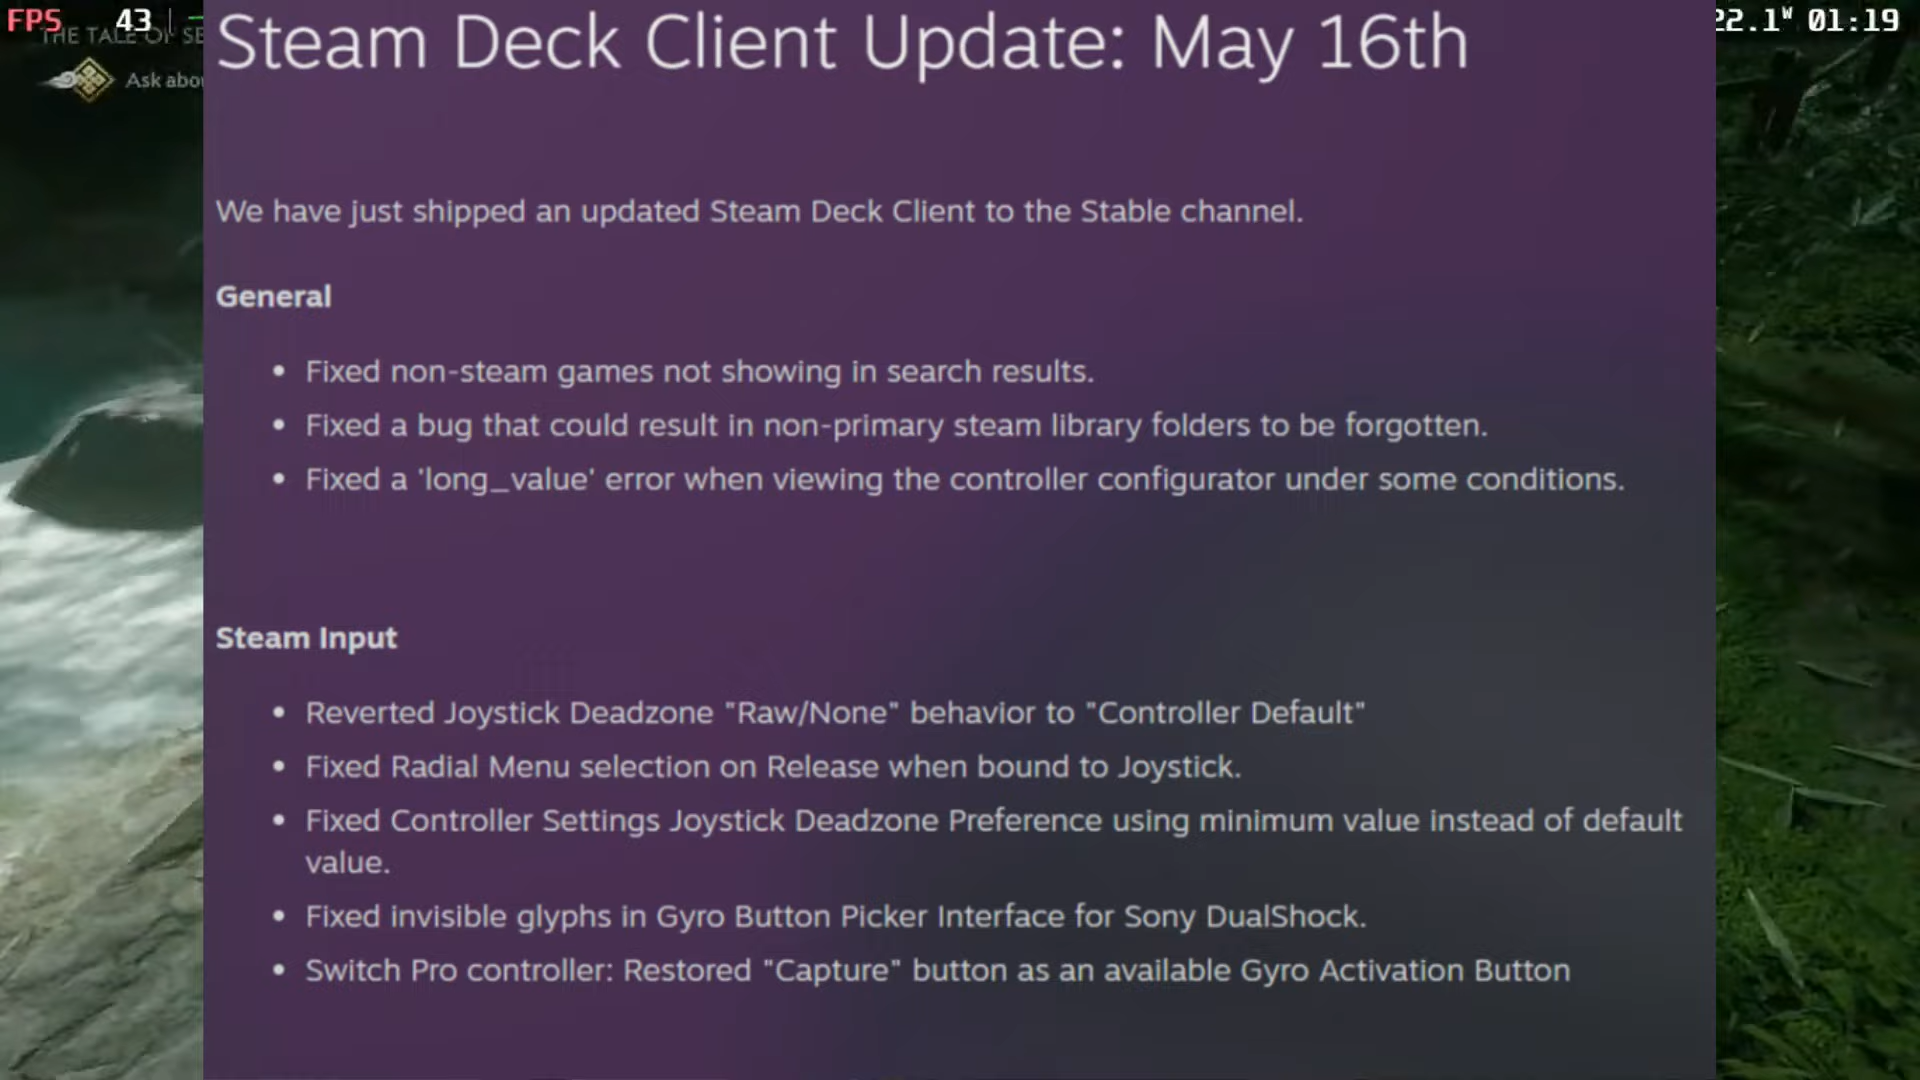 FPS 43
22.1W 01:19
THE TALE OF SE
Ask abou
Steam Deck Client Update: May 16th
We have just shipped an updated Steam Deck Client to the Stable channel.
General
• Fixed non-steam games not showing in search results.
• Fixed a bug that could result in non-primary steam library folders to be forgotten.
• Fixed a 'long_value' error when viewing the controller configurator under some conditions.
Steam Input
• Reverted Joystick Deadzone "Raw/None" behavior to "Controller Default"
• Fixed Radial Menu selection on Release when bound to Joystick.
• Fixed Controller Settings Joystick Deadzone Preference using minimum value instead of default
value.
• Fixed invisible glyphs in Gyro Button Picker Interface for Sony DualShock.
• Switch Pro controller: Restored "Capture" button as an available Gyro Activation Button